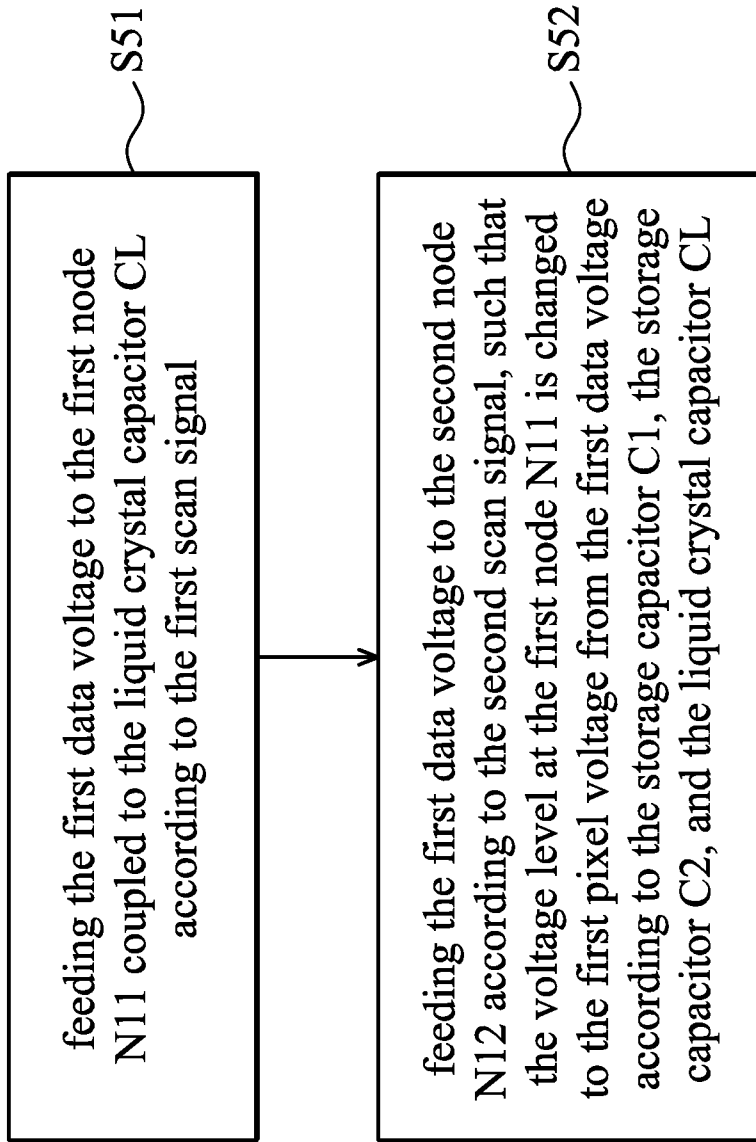 feeding the first data voltage to the first node
N11 coupled to the liquid crystal capacitor CL
according to the first scan signal
S51
feeding the first data voltage to the second node
N12 according to the second scan signal, such that
the voltage level at the first node N11 is changed
to the first pixel voltage from the first data voltage
according to the storage capacitor C1, the storage
capacitor C2, and the liquid crystal capacitor CL
S52